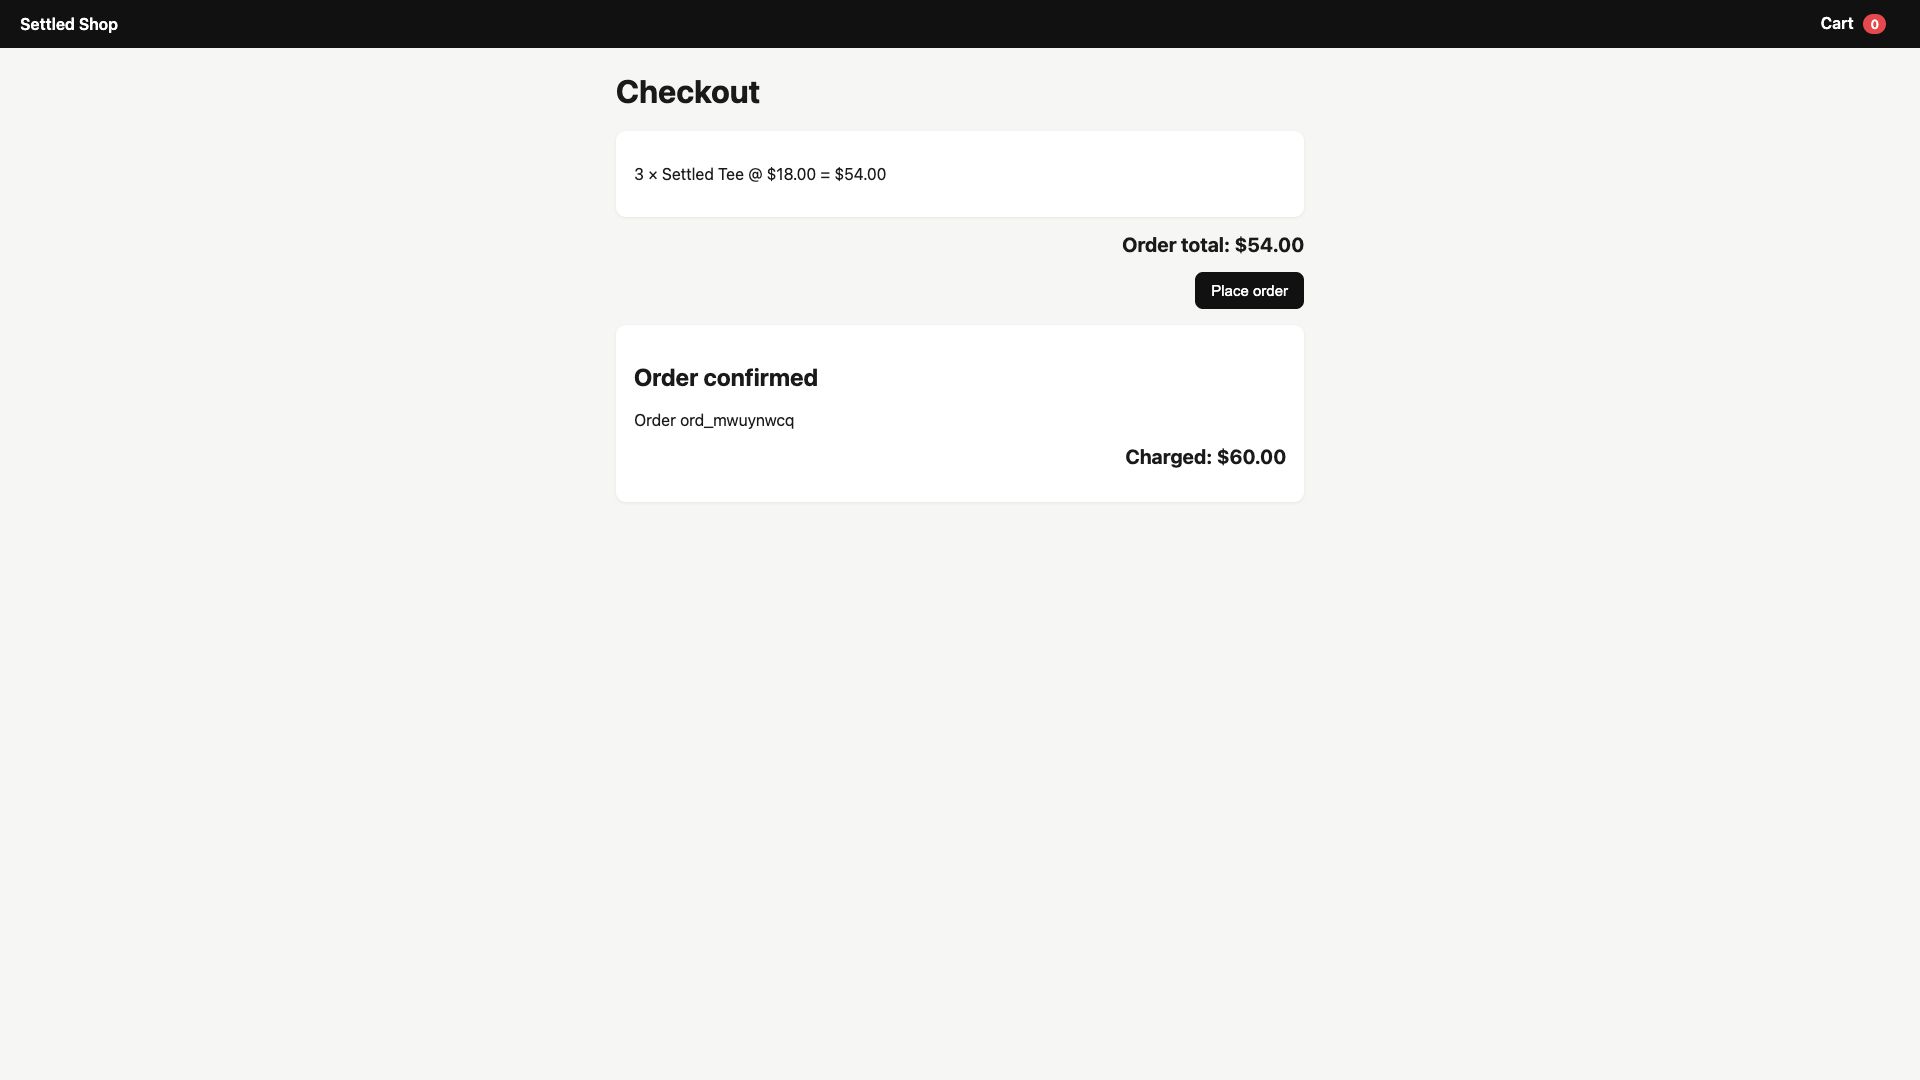 Settled Shop
Cart 0
Checkout
3 × Settled Tee @ $18.00 = $54.00
Order total: $54.00
Place order
Order confirmed
Order ord_mwuynwcq
Charged: $60.00